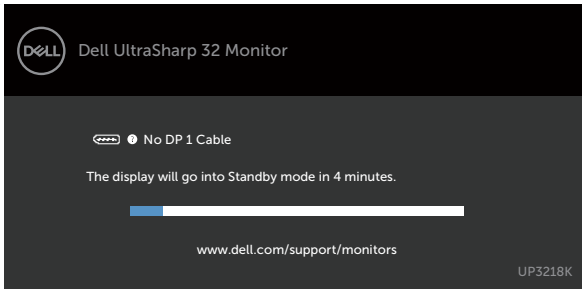 DELL Dell UltraSharp 32 Monitor
? No DP 1 Cable
The display will go into Standby mode in 4 minutes.
www.dell.com/support/monitors
UP3218K